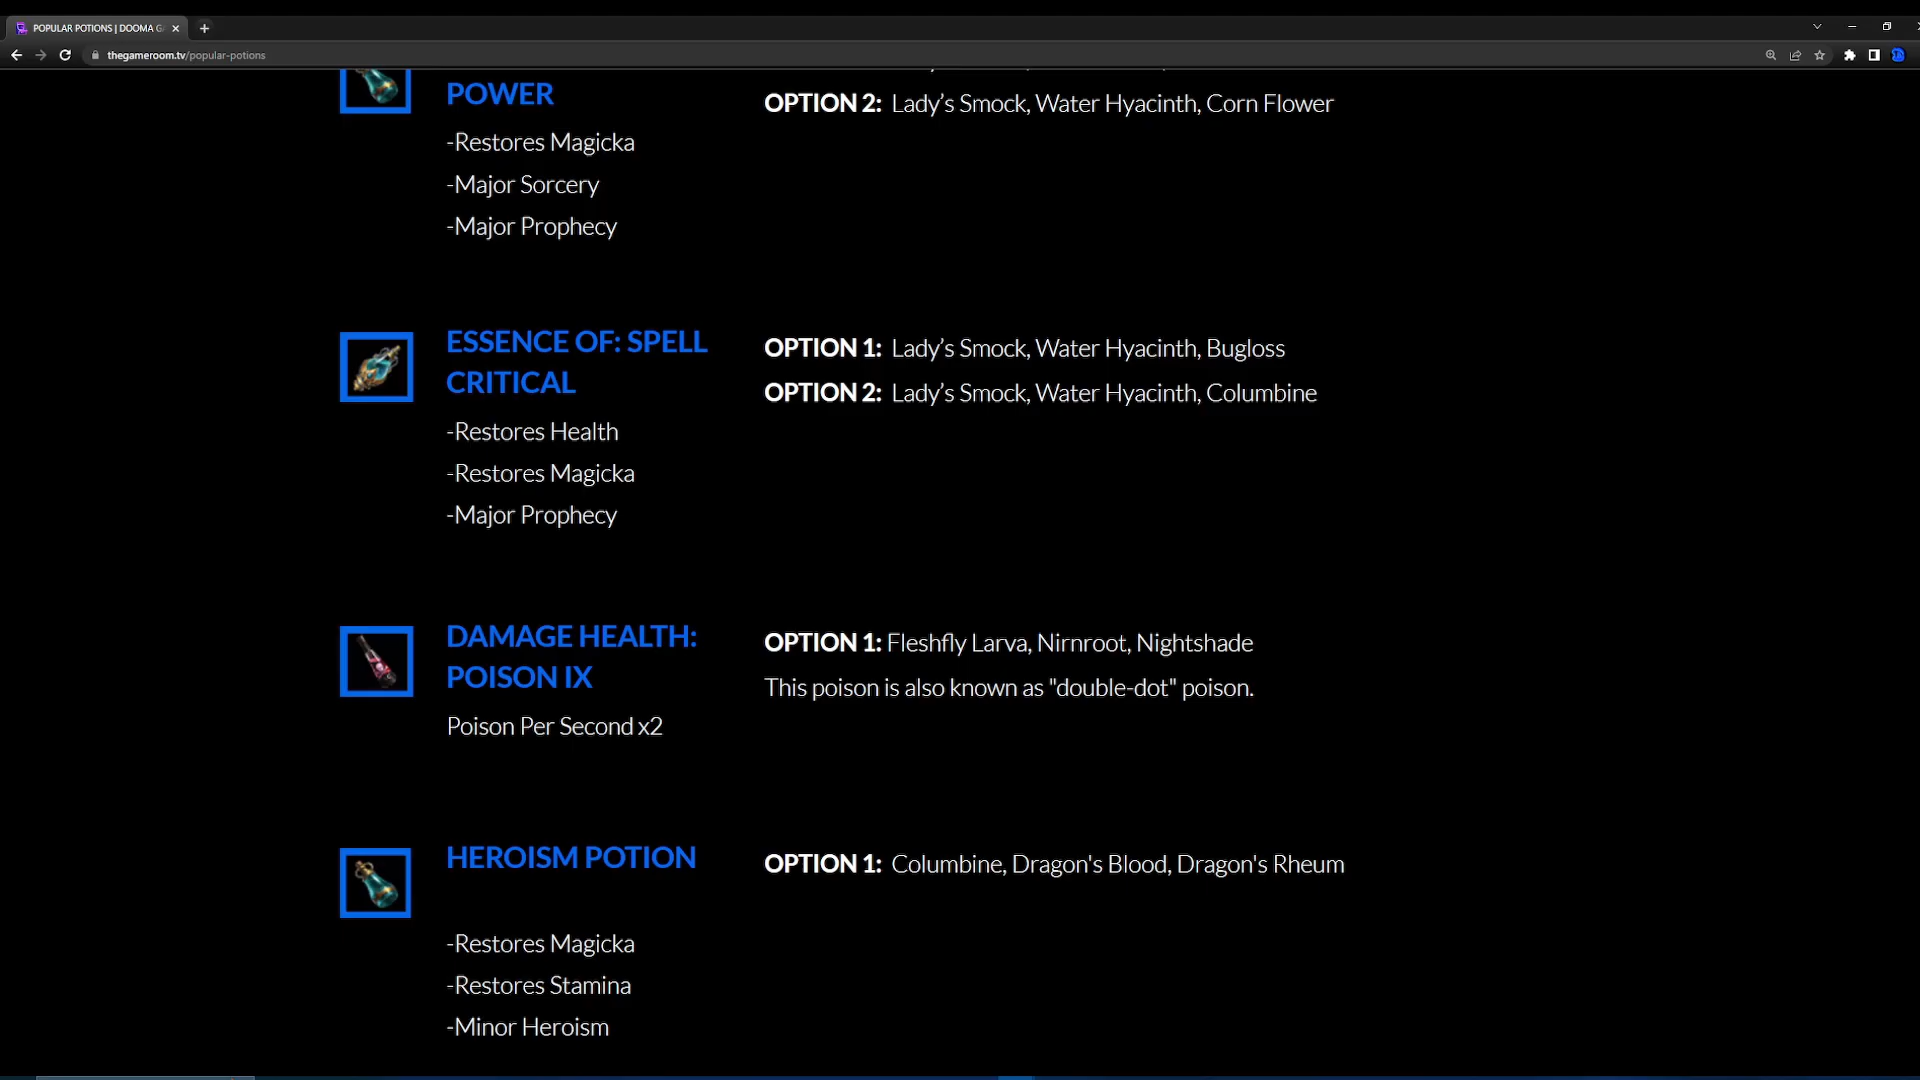 POPULAR POTIONS | DOOMA G
thegameroom.tv/popular-potions
POWER
OPTION 2: Lady’s Smock, Water Hyacinth, Corn Flower
-Restores Magicka
-Major Sorcery
-Major Prophecy
ESSENCE OF: SPELL
CRITICAL
OPTION 1: Lady’s Smock, Water Hyacinth, Bugloss
OPTION 2: Lady’s Smock, Water Hyacinth, Columbine
-Restores Health
-Restores Magicka
-Major Prophecy
DAMAGE HEALTH:
POISON IX
OPTION 1: Fleshfly Larva, Nirnroot, Nightshade
This poison is also known as "double-dot" poison.
Poison Per Second x2
HEROISM POTION
OPTION 1: Columbine, Dragon's Blood, Dragon's Rheum
-Restores Magicka
-Restores Stamina
-Minor Heroism